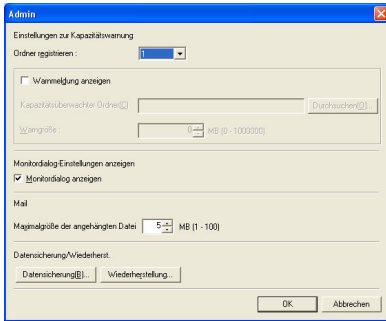 Admin
Einstellungen zur Kapazitätswarnung
Ordner registrieren : 1
Warnmeldung anzeigen
Kapazitätsüberwachter Ordner(C) Durchsuchen(O)...
Warngröße : 0 MB (0 - 1000000)
Monitordialog-Einstellungen anzeigen
Monitordialog anzeigen
Mail
Maximalgröße der angehängten Datei 5 MB (1 - 100)
Datensicherung/Wiederherst.
Datensicherung(B)... Wiederherstellung...
OK Abbrechen